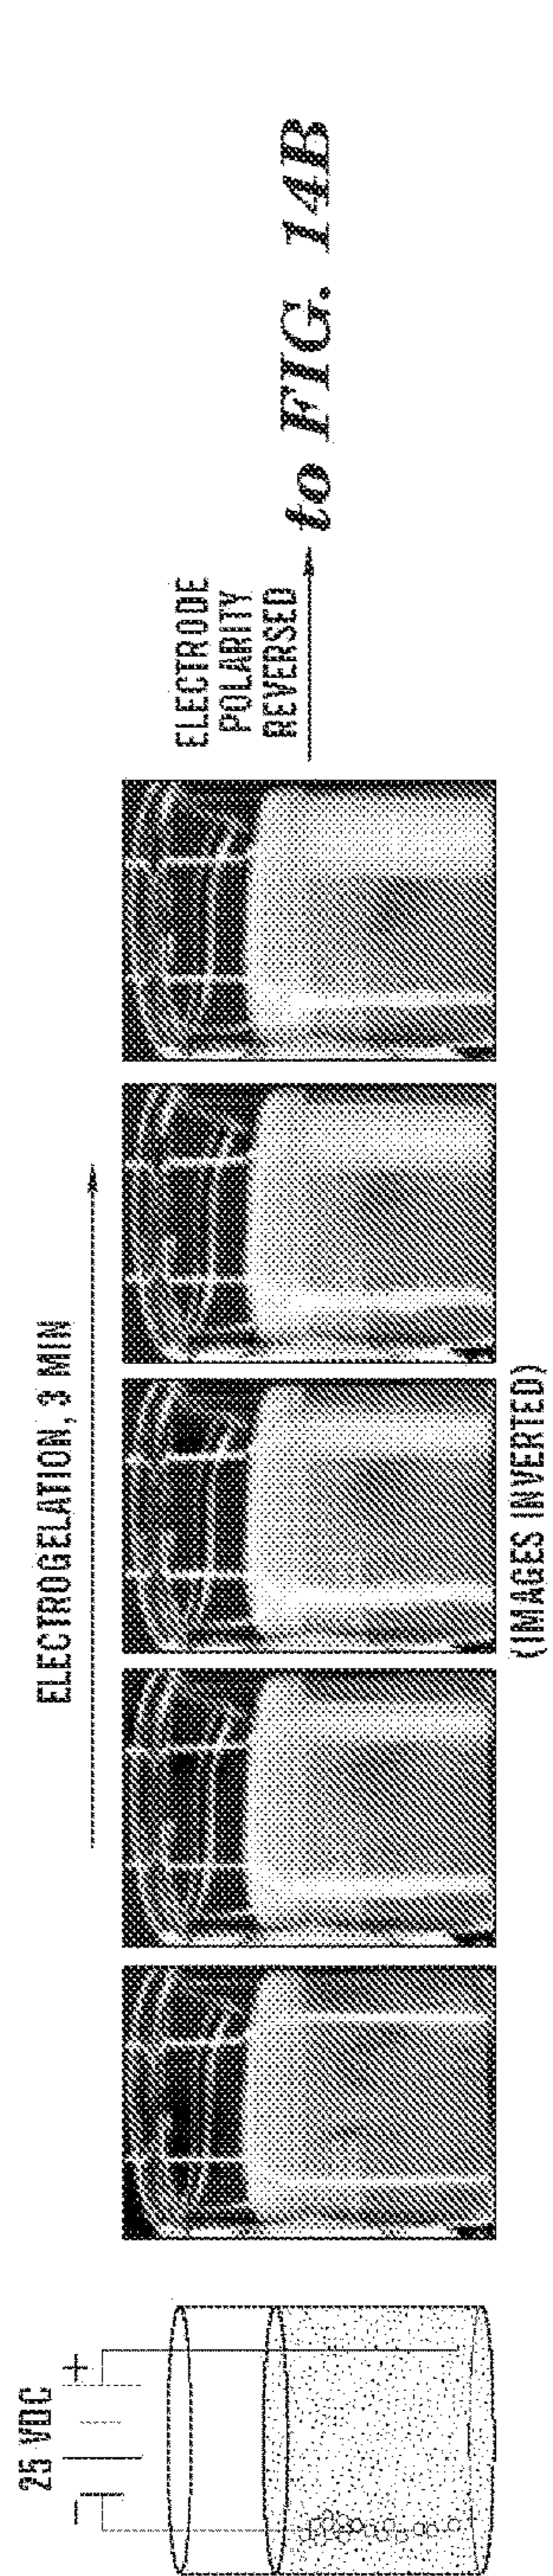 25 VDC
− +
ELECTROGELATION, 3 MIN
(IMAGES INVERTED)
ELECTRODE
POLARITY
REVERSED
to FIG. 14B